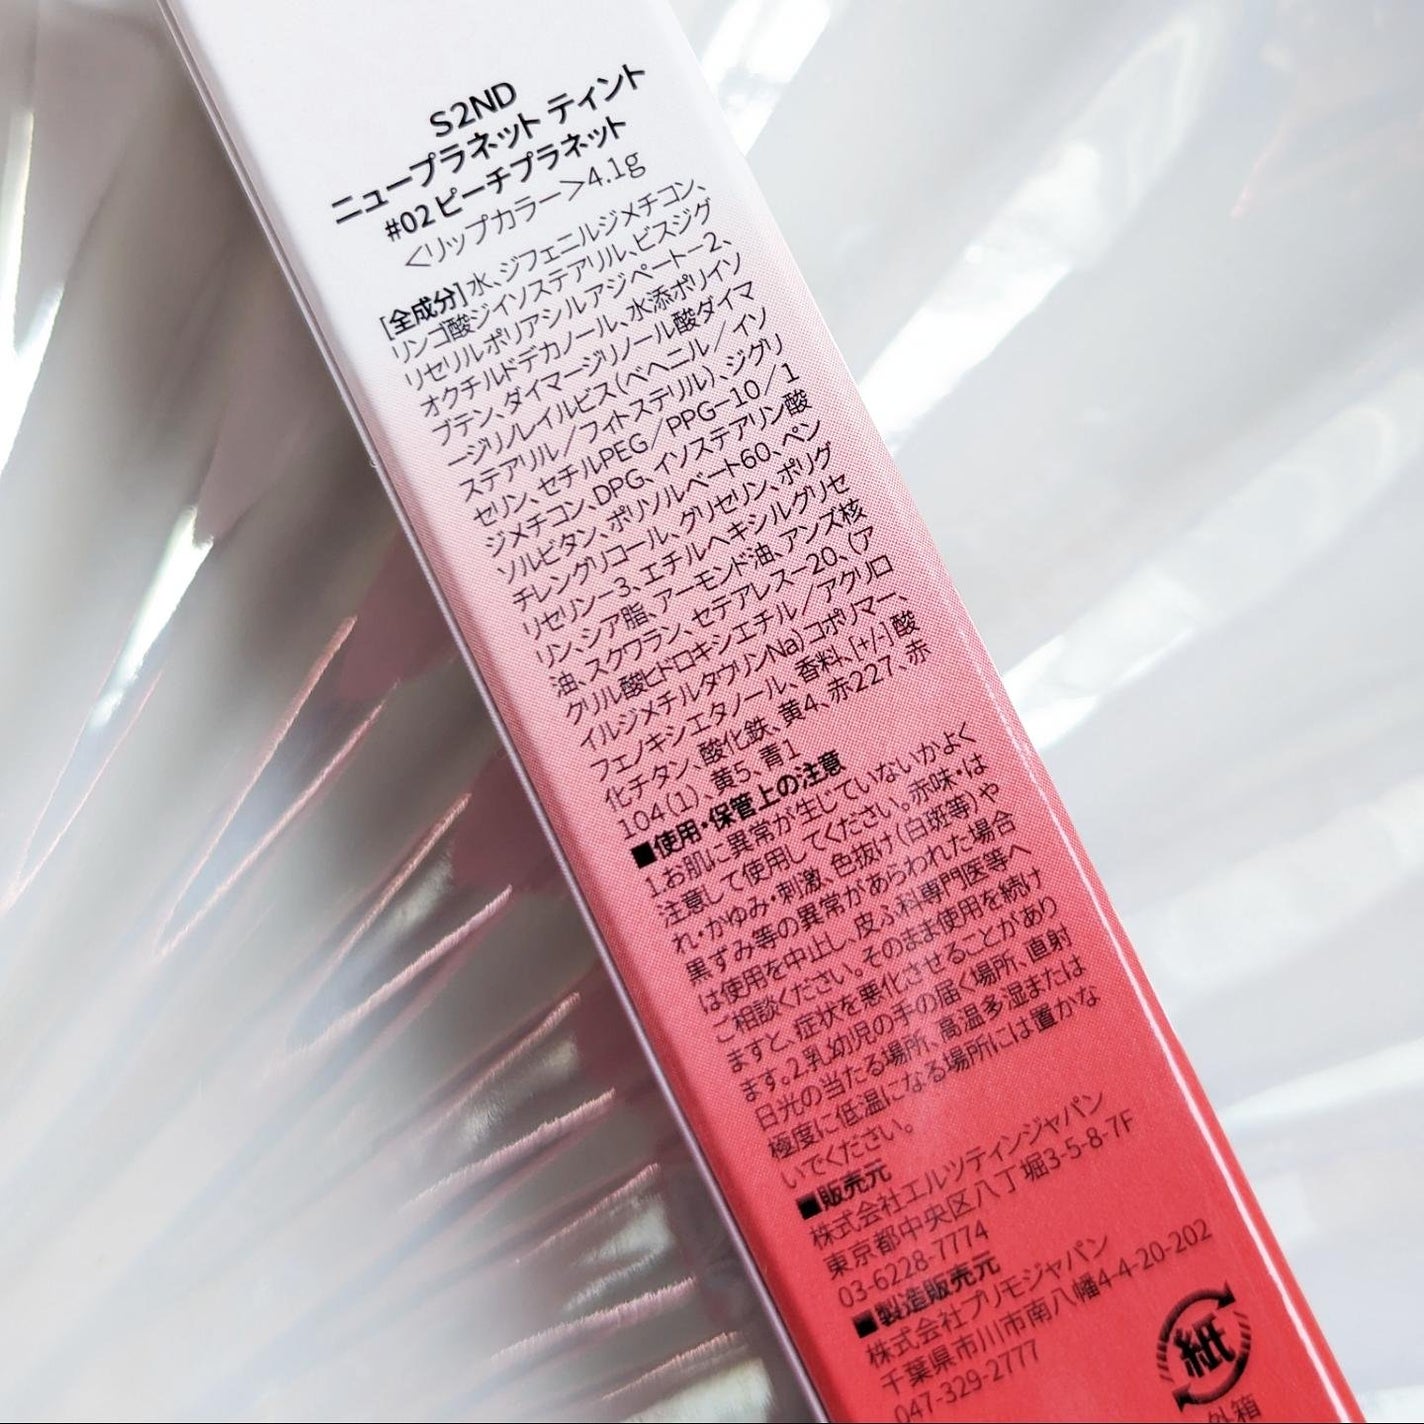 S2ND
ニュープラネット ティント
#02 ピーチプラネット
<リップカラー>4.1g
[全成分]水、ジフェニルジメチコン、
リンゴ酸ジイソステアリル、ビスジグ
リセリルポリアシルアジペート-2、
オクチルドデカノール、水添ポリイソ
ブテン、ダイマージリノール酸ダイマ
ージリノレイルビス(ベヘニル/イソ
ステアリル/フィトステリル)、ジグリ
セリン、セチルPEG/PPG-10/1
ジメチコン、DPG、イソステアリン酸
ソルビタン、ポリソルベート60、ペン
チレングリコール、グリセリン、ポリグ
リセリン-3、エチルヘキシルグリセ
リン、シア脂、アーモンド油、アンズ核
油、スクワラン、セテアレス-20、(ア
クリル酸ヒドロキシエチル/アクリロ
イルジメチルタウリンNa)コポリマー、
フェノキシエタノール、香料、[+/-]酸
化チタン、酸化鉄、黄4、赤227、赤
104(1)、黄5、青1
■使用・保管上の注意
1.お肌に異常が生じていないかよく
注意して使用してください。赤味・は
れ・かゆみ・刺激、色抜け(白斑等)や
黒ずみ等の異常があらわれた場合
は使用を中止し、皮ふ科専門医等へ
ご相談ください。そのまま使用を続け
ますと、症状を悪化させることがあり
ます。2.乳幼児の手の届く場所、直射
日光の当たる場所、高温多湿または
極度に低温になる場所には置かな
いでください。
■販売元
株式会社エルツティンジャパン
東京都中央区八丁堀3-5-8-7F
03-6228-7774
■製造販売元
株式会社プリモジャパン
千葉県市川市南八幡4-4-20-202
047-329-2777
紙
外箱